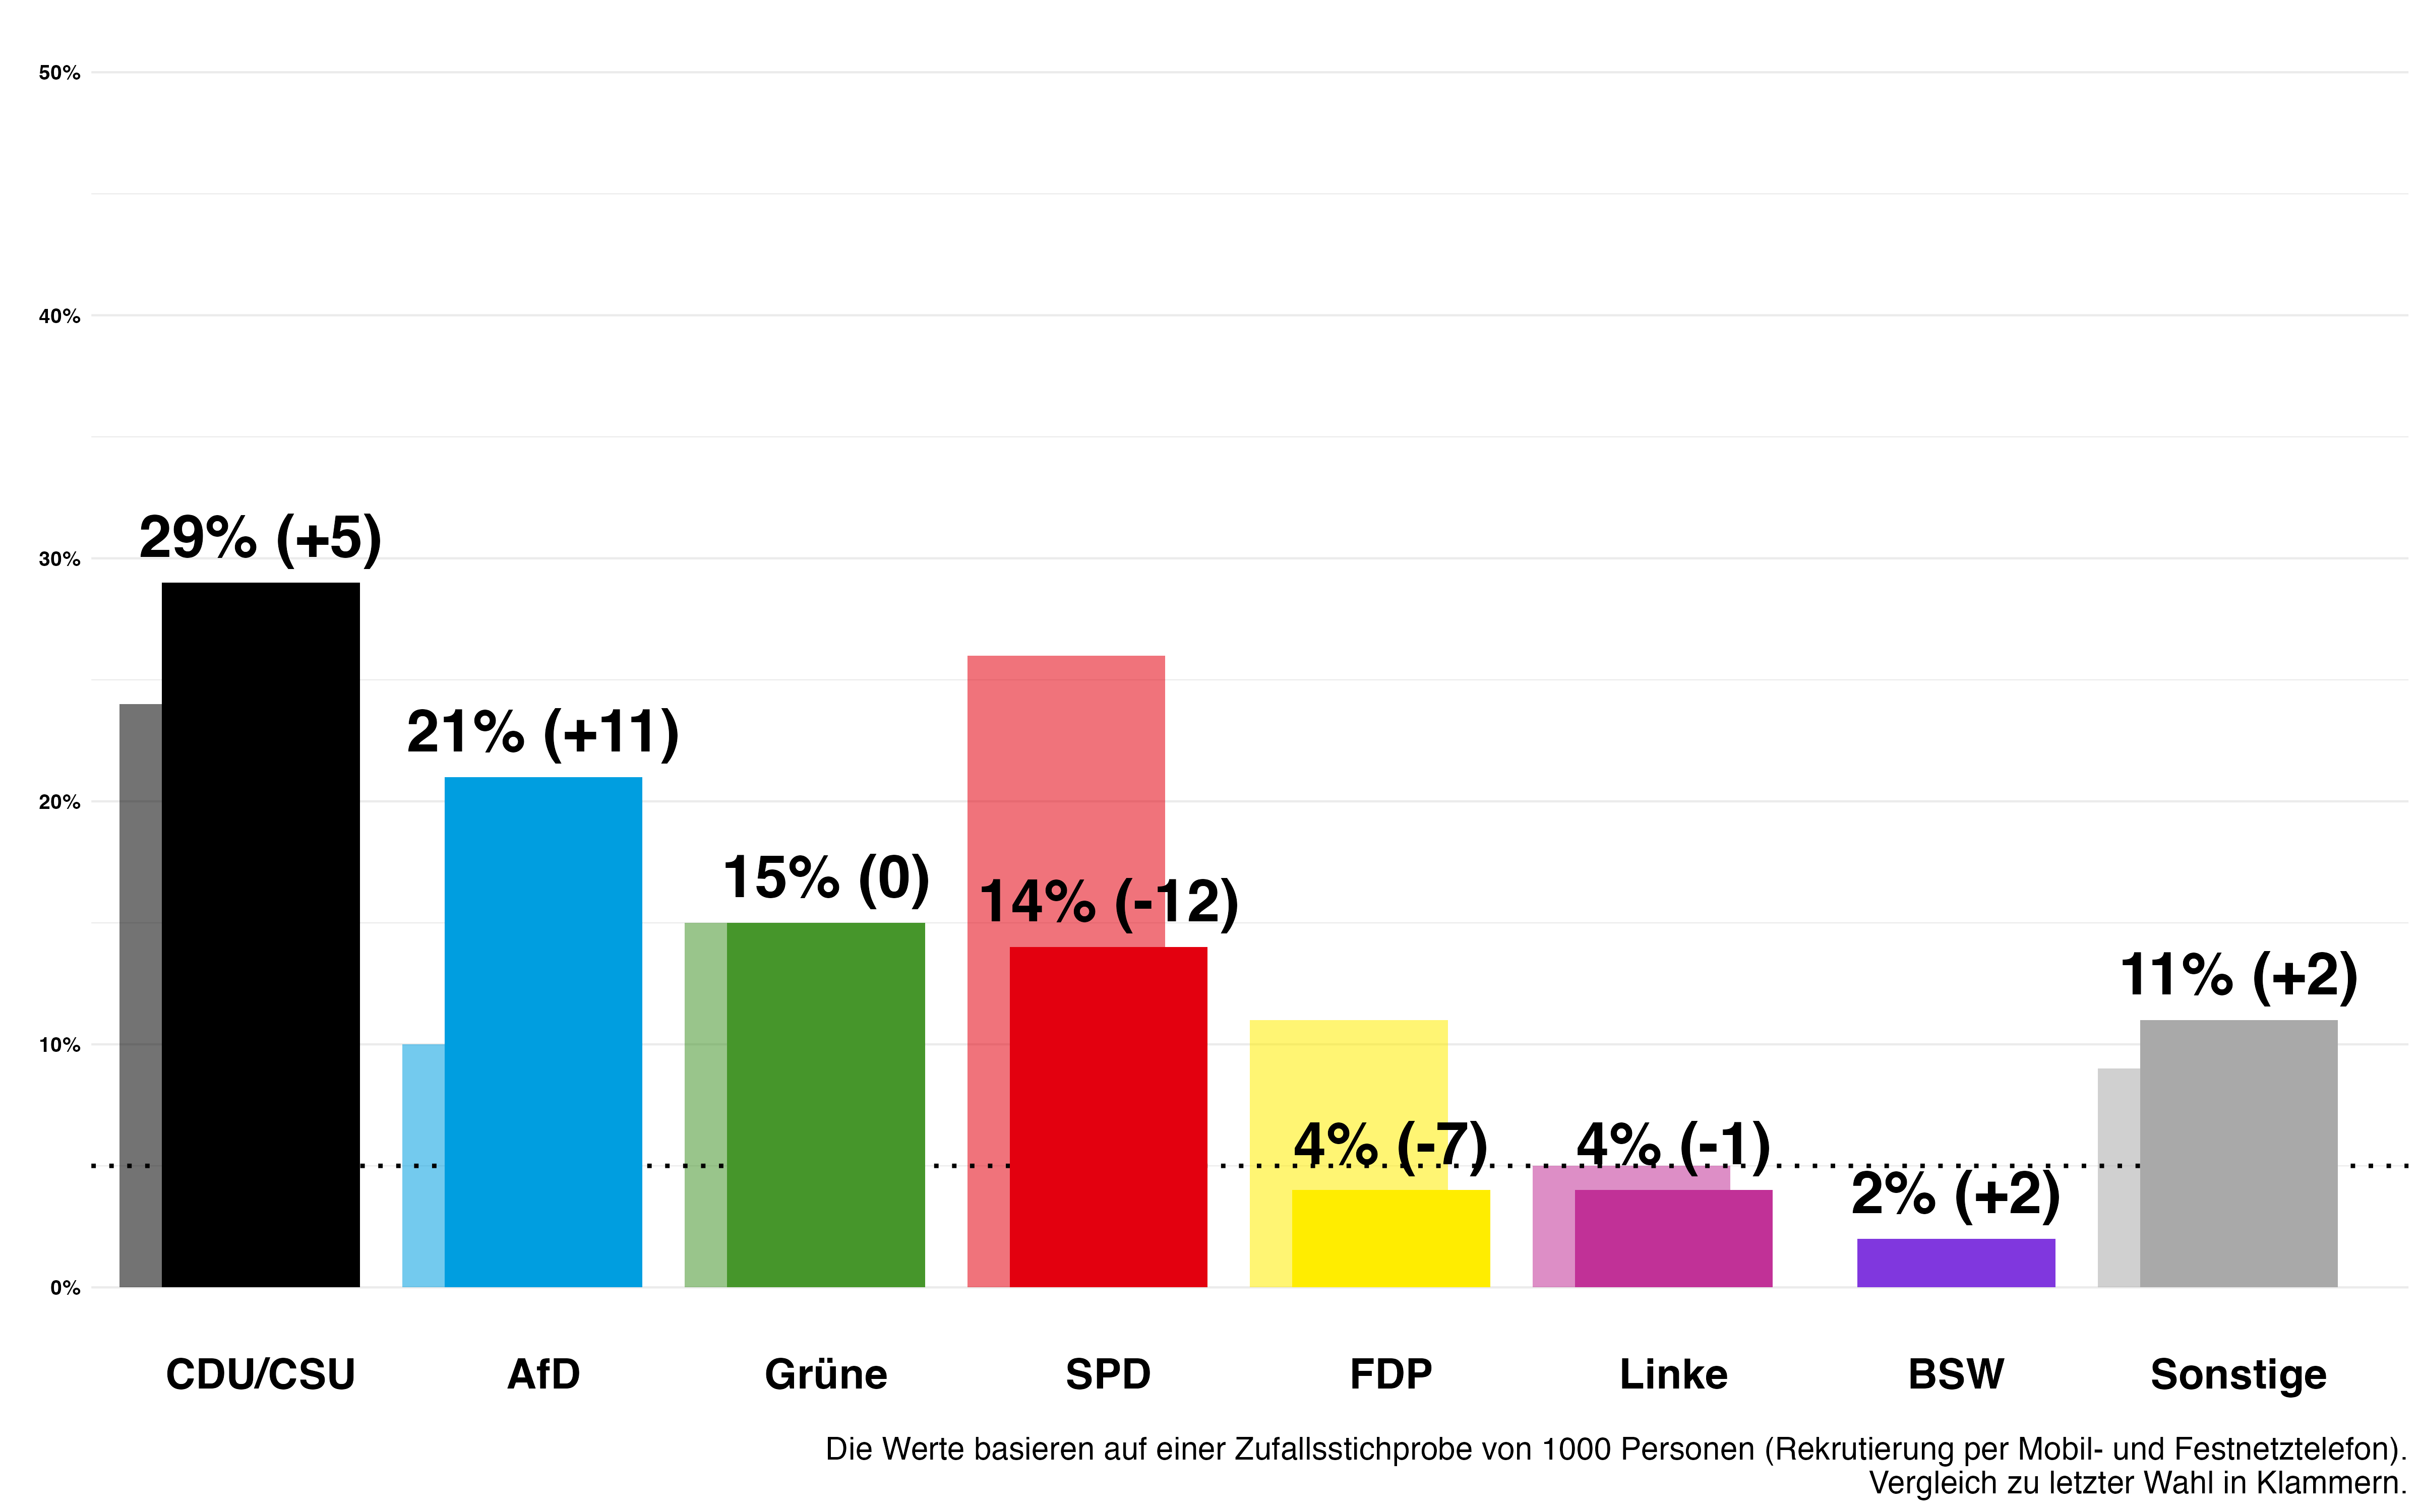 50%
40%
30%
20%
10%
0%
29% (+5)
21% (+11)
15% (0)
14% (-12)
4% (-7)
4% (-1)
2% (+2)
11% (+2)
CDU/CSU
AfD
Grüne
SPD
FDP
Linke
BSW
Sonstige
Die Werte basieren auf einer Zufallsstichprobe von 1000 Personen (Rekrutierung per Mobil- und Festnetztelefon).
Vergleich zu letzter Wahl in Klammern.